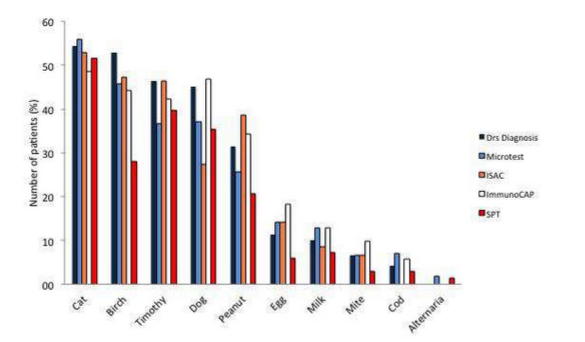 60
50
40
30
20
10
00
Number of patients (%)
Cat
Birch
Timothy
Dog
Peanut
Egg
Milk
Mite
Cod
Alternaria
Drs Diagnosis
Microtest
ISAC
ImmunoCAP
SPT